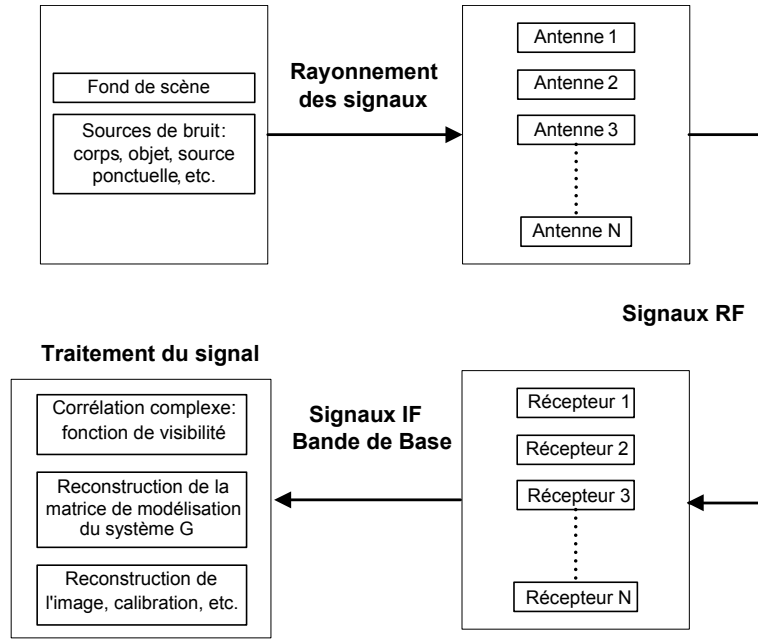 Fond de scène
Sources de bruit:
corps, objet, source
ponctuelle, etc.
Rayonnement
des signaux
Antenne 1
Antenne 2
Antenne 3
Antenne N
Signaux RF
Traitement du signal
Corrélation complexe:
fonction de visibilité
Reconstruction de la
matrice de modélisation
du système G
Reconstruction de
l'image, calibration, etc.
Signaux IF
Bande de Base
Récepteur 1
Récepteur 2
Récepteur 3
Récepteur N